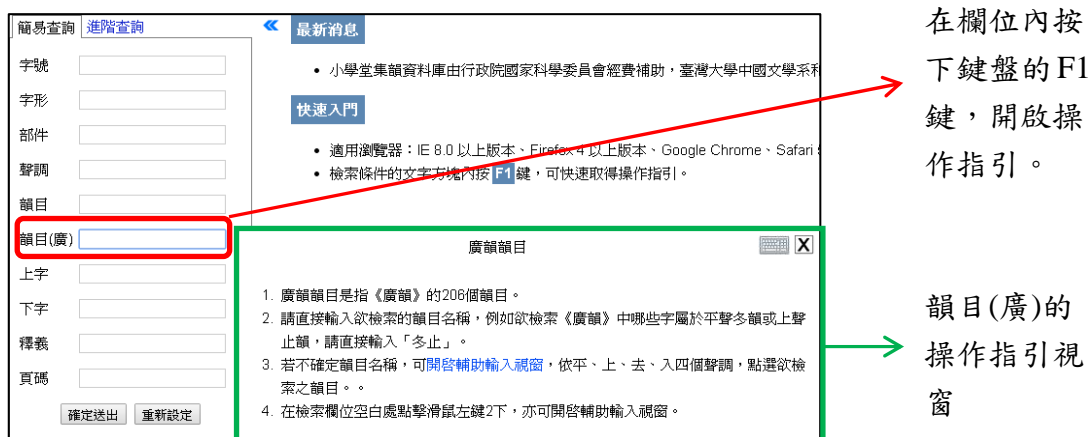 簡易查詢 進階查詢
字號
字形
部件
聲調
韻目
韻目(廣)
上字
下字
釋義
頁碼
確定送出 重新設定
最新消息
• 小學堂集韻資料庫由行政院國家科學委員會經費補助，臺灣大學中國文學系和
快速入門
• 適用瀏覽器：IE 8.0 以上版本、Firefox 4 以上版本、Google Chrome、Safari
• 檢索條件的文字方塊內按 F1 鍵，可快速取得操作指引。
廣韻韻目 X
1. 廣韻韻目是指《廣韻》的206個韻目。
2. 請直接輸入欲檢索的韻目名稱，例如欲檢索《廣韻》中哪些字屬於平聲冬韻或上聲
止韻，請直接輸入「冬止」。
3. 若不確定韻目名稱，可開啓輔助輸入視窗，依平、上、去、入四個聲調，點選欲檢
索之韻目。。
4. 在檢索欄位空白處點擊滑鼠左鍵2下，亦可開啓輔助輸入視窗。
在欄位內按
下鍵盤的F1
鍵，開啟操
作指引。
韻目(廣)的
操作指引視
窗